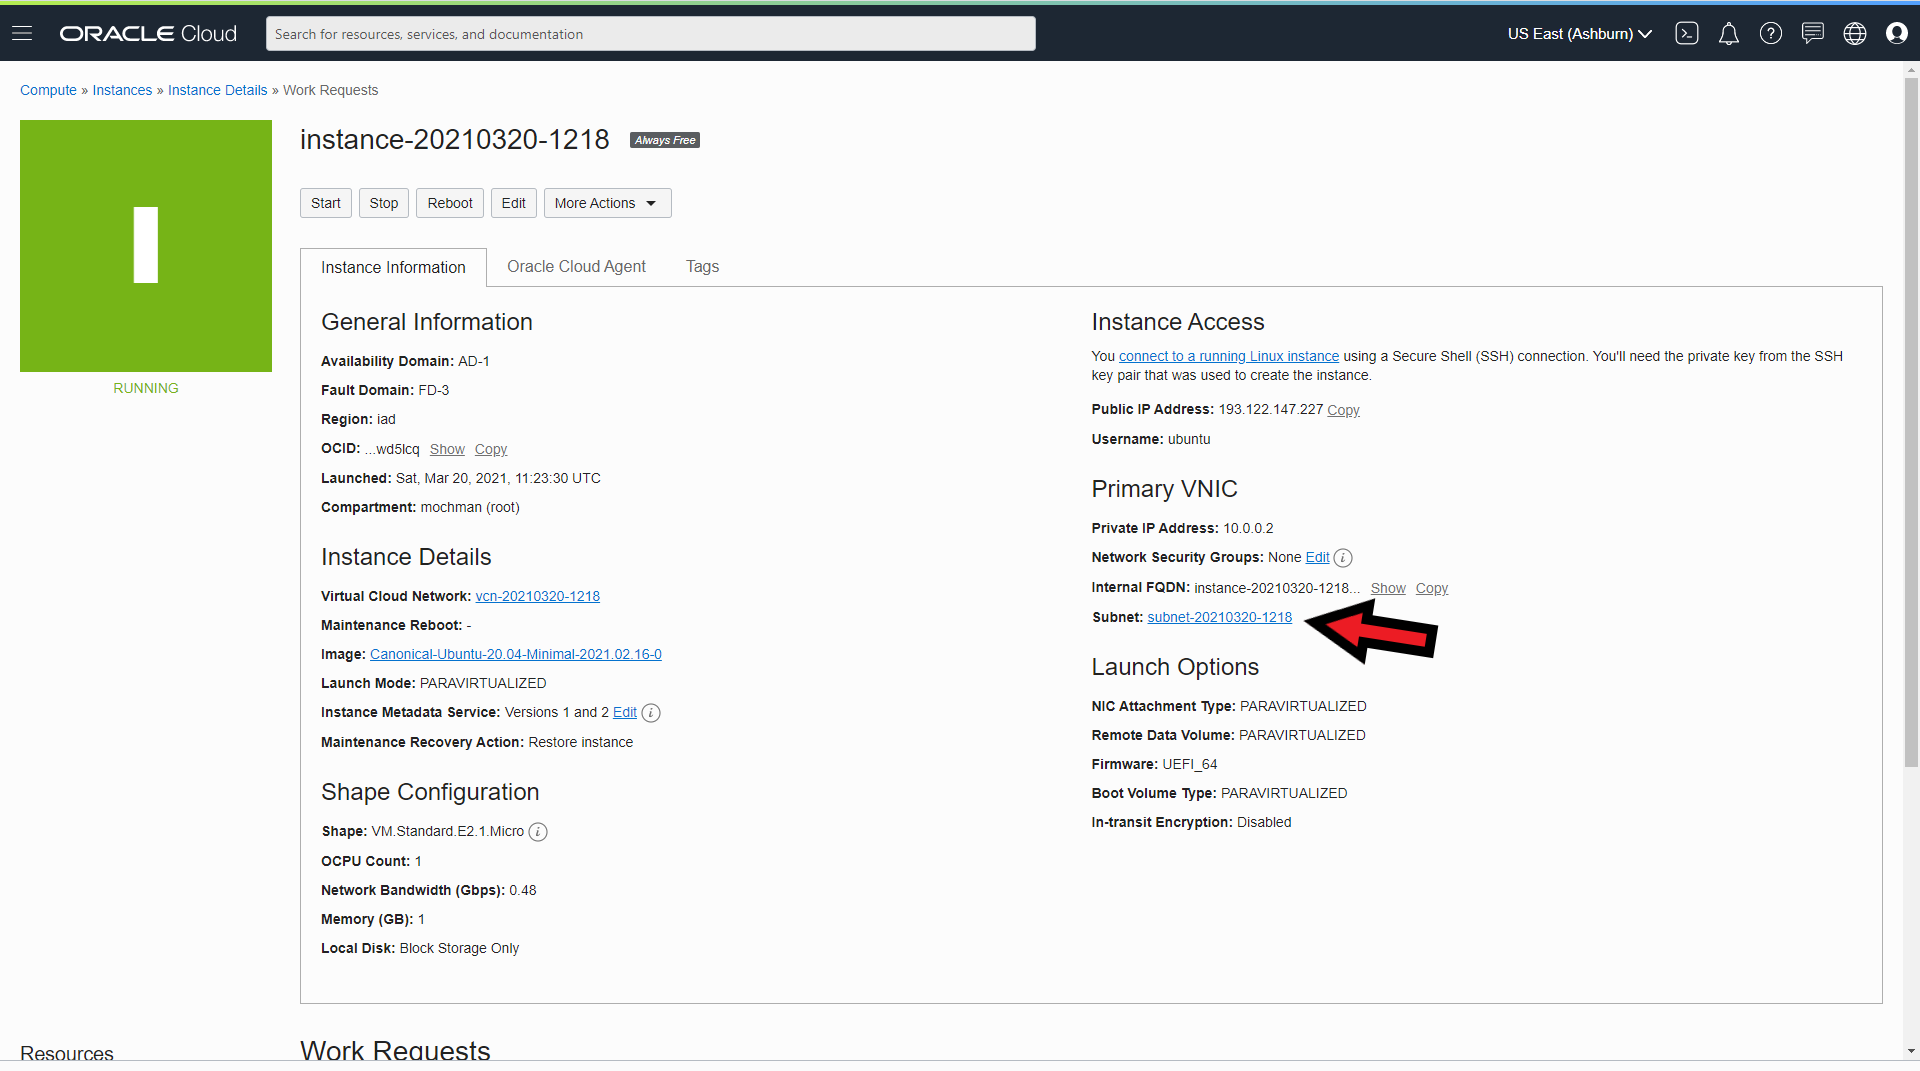 ORACLE Cloud
Search for resources, services, and documentation
US East (Ashburn)
Compute » Instances » Instance Details » Work Requests
instance-20210320-1218 Always Free
Start Stop Reboot Edit More Actions
Instance Information Oracle Cloud Agent Tags
RUNNING
General Information
Availability Domain: AD-1
Fault Domain: FD-3
Region: iad
OCID: ...wd5lcq Show Copy
Launched: Sat, Mar 20, 2021, 11:23:30 UTC
Compartment: mochman (root)
Instance Details
Virtual Cloud Network: vcn-20210320-1218
Maintenance Reboot: -
Image: Canonical-Ubuntu-20.04-Minimal-2021.02.16-0
Launch Mode: PARAVIRTUALIZED
Instance Metadata Service: Versions 1 and 2 Edit i
Maintenance Recovery Action: Restore instance
Shape Configuration
Shape: VM.Standard.E2.1.Micro i
OCPU Count: 1
Network Bandwidth (Gbps): 0.48
Memory (GB): 1
Local Disk: Block Storage Only
Instance Access
You connect to a running Linux instance using a Secure Shell (SSH) connection. You'll need the private key from the SSH
key pair that was used to create the instance.
Public IP Address: 193.122.147.227 Copy
Username: ubuntu
Primary VNIC
Private IP Address: 10.0.0.2
Network Security Groups: None Edit i
Internal FQDN: instance-20210320-1218... Show Copy
Subnet: subnet-20210320-1218
Launch Options
NIC Attachment Type: PARAVIRTUALIZED
Remote Data Volume: PARAVIRTUALIZED
Firmware: UEFI_64
Boot Volume Type: PARAVIRTUALIZED
In-transit Encryption: Disabled
Resources
Work Requests